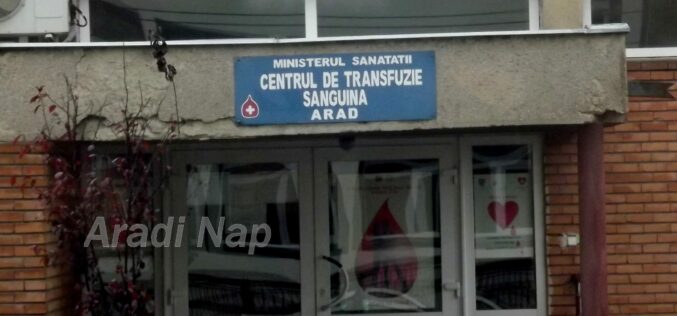 MINISTERUL SANATATII
CENTRUL DE TRANSFUZIE
SANGUINA
ARAD
Aradi Nap